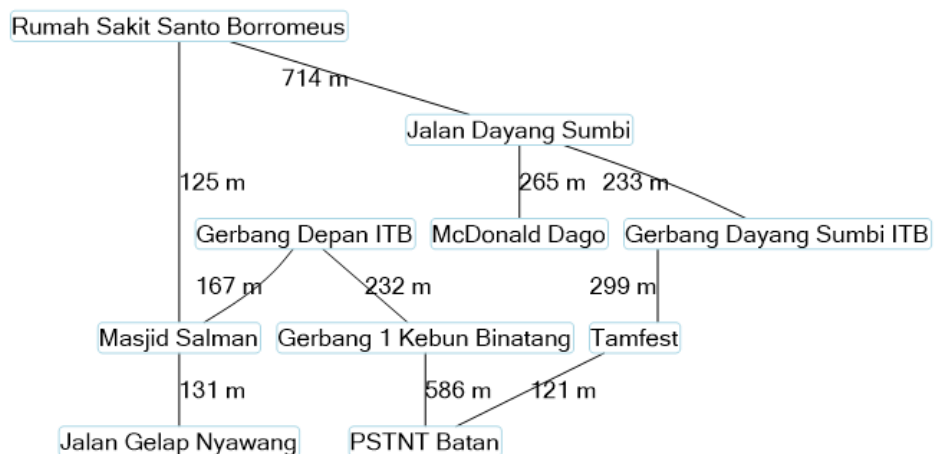 Rumah Sakit Santo Borromeus
714 m
Jalan Dayang Sumbi
125 m
265 m
233 m
Gerbang Depan ITB
McDonald Dago
Gerbang Dayang Sumbi ITB
167 m
232 m
299 m
Masjid Salman
Gerbang 1 Kebun Binatang
Tamfest
131 m
586 m
121 m
Jalan Gelap Nyawang
PSTNT Batan